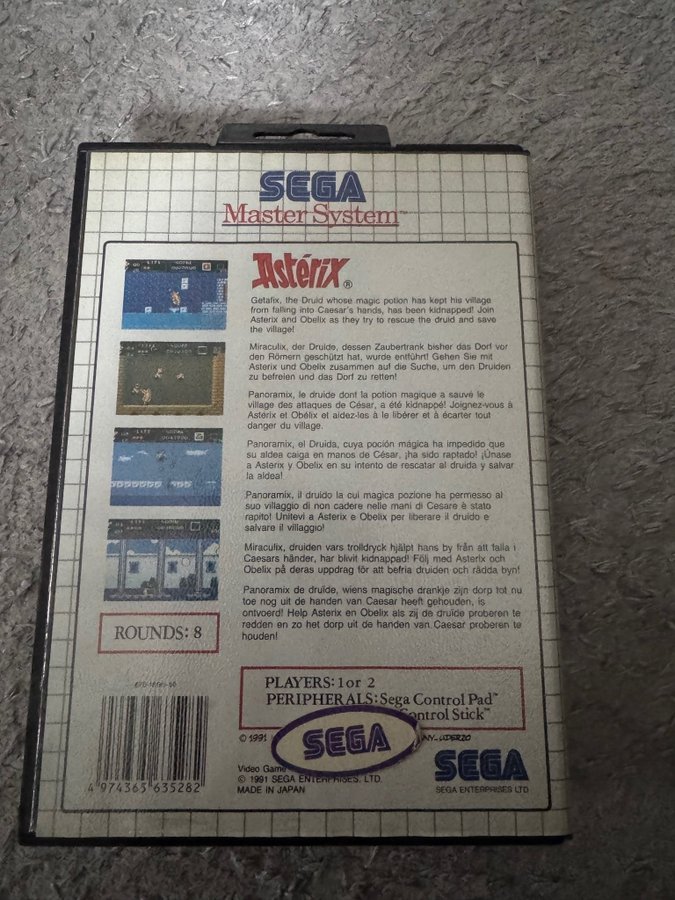 SEGA
Master System™
Astérix®
Getafix, the Druid whose magic potion has kept his village
from falling into Caesar's hands, has been kidnapped! Join
Asterix and Obelix as they try to rescue the druid and save
the village!
Miraculix, der Druide, dessen Zaubertrank bisher das Dorf vor
den Römern geschützt hat, wurde entführt! Gehen Sie mit
Asterix und Obelix zusammen auf die Suche, um den Druiden
zu befreien und das Dorf zu retten!
Panoramix, le druide dont la potion magique a sauvé le
village des attaques de César, a été kidnappé! Joignez-vous à
Astérix et Obélix et aidez-les à le libérer et à écarter tout
danger du village.
Panoramix, el Druida, cuya poción mágica ha impedido que
su aldea caiga en manos de César, ¡ha sido raptado! ¡Unase
a Asterix y Obelix en su intento de rescatar al druida y salvar
la aldea!
Panoramix, il druido la cui magica pozione ha permesso al
suo villaggio di non cadere nelle mani di Cesare è stato
rapito! Unitevi a Asterix e Obelix per liberare il druido e
salvare il villaggio!
Miraculix, druiden vars trolldryck hjälpt hans by från att falla i
Caesars händer, har blivit kidnappad! Följ med Asterix och
Obelix på deras uppdrag för att befria druiden och rädda byn!
Panoramix de druïde, wiens magische drankje zijn dorp tot nu
toe nog uit de handen van Caesar heeft gehouden, is
ontvoerd! Help Asterix en Obelix als zij de druïde proberen te
redden en zo het dorp uit de handen van Caesar proberen te
houden!
ROUNDS: 8
PLAYERS: 1 or 2
PERIPHERALS: Sega Control Pad™
Control Stick™
© 1991
SEGA
Video Game
© 1991 SEGA ENTERPRISES, LTD.
MADE IN JAPAN
SEGA
SEGA ENTERPRISES LTD
4 974365 635282